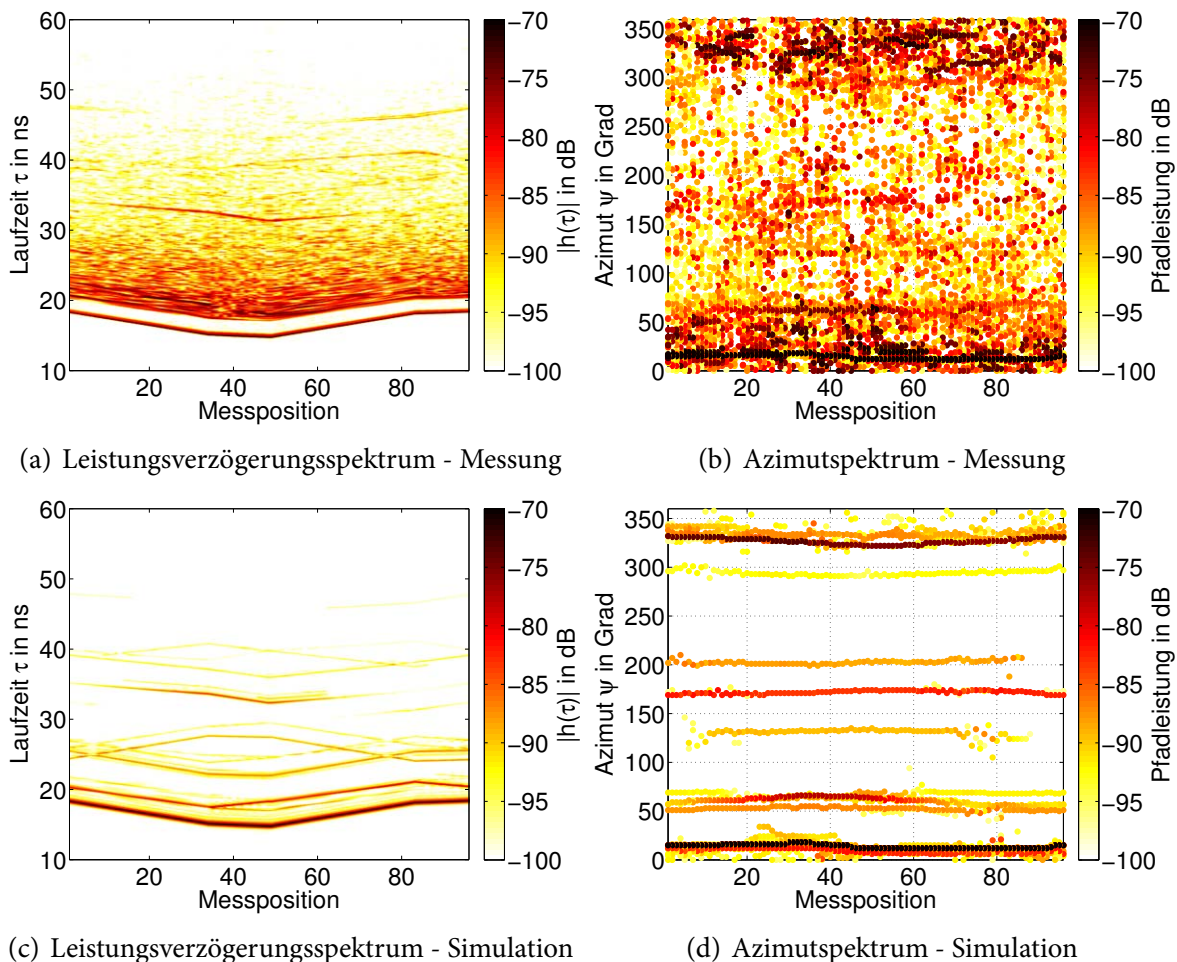 60
50
40
30
20
10
20 40 60 80
Laufzeit τ in ns
Messposition
−70
−75
−80
−85
−90
−95
−100
|h(τ)| in dB
(a) Leistungsverzögerungsspektrum - Messung
350
300
250
200
150
100
50
0
20 40 60 80
Azimut ψ in Grad
Messposition
−70
−75
−80
−85
−90
−95
−100
Pfadleistung in dB
(b) Azimutspektrum - Messung
60
50
40
30
20
10
20 40 60 80
Laufzeit τ in ns
Messposition
−70
−75
−80
−85
−90
−95
−100
|h(τ)| in dB
(c) Leistungsverzögerungsspektrum - Simulation
350
300
250
200
150
100
50
0
20 40 60 80
Azimut ψ in Grad
Messposition
−70
−75
−80
−85
−90
−95
−100
Pfadleistung in dB
(d) Azimutspektrum - Simulation